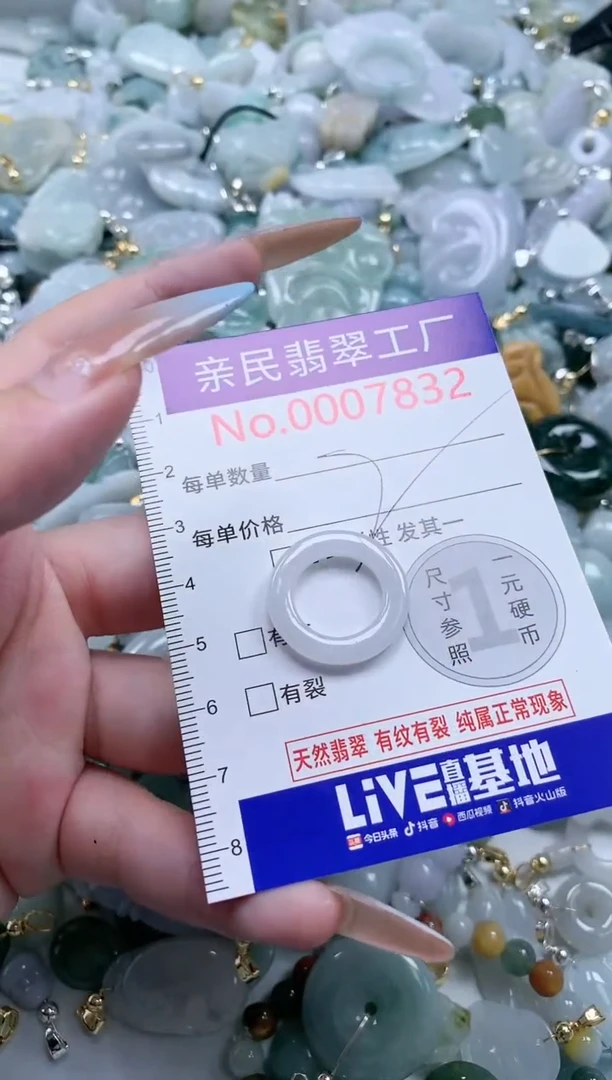 亲民翡翠工厂
No.0007832
每单数量
每单价格
性 发其一
有
有裂
尺寸参照
1
一元硬币
天然翡翠 有纹有裂 纯属正常现象
LiVE直播基地
头条 今日头条 抖音 西瓜视频 抖音火山版
0
1
2
3
4
5
6
7
8